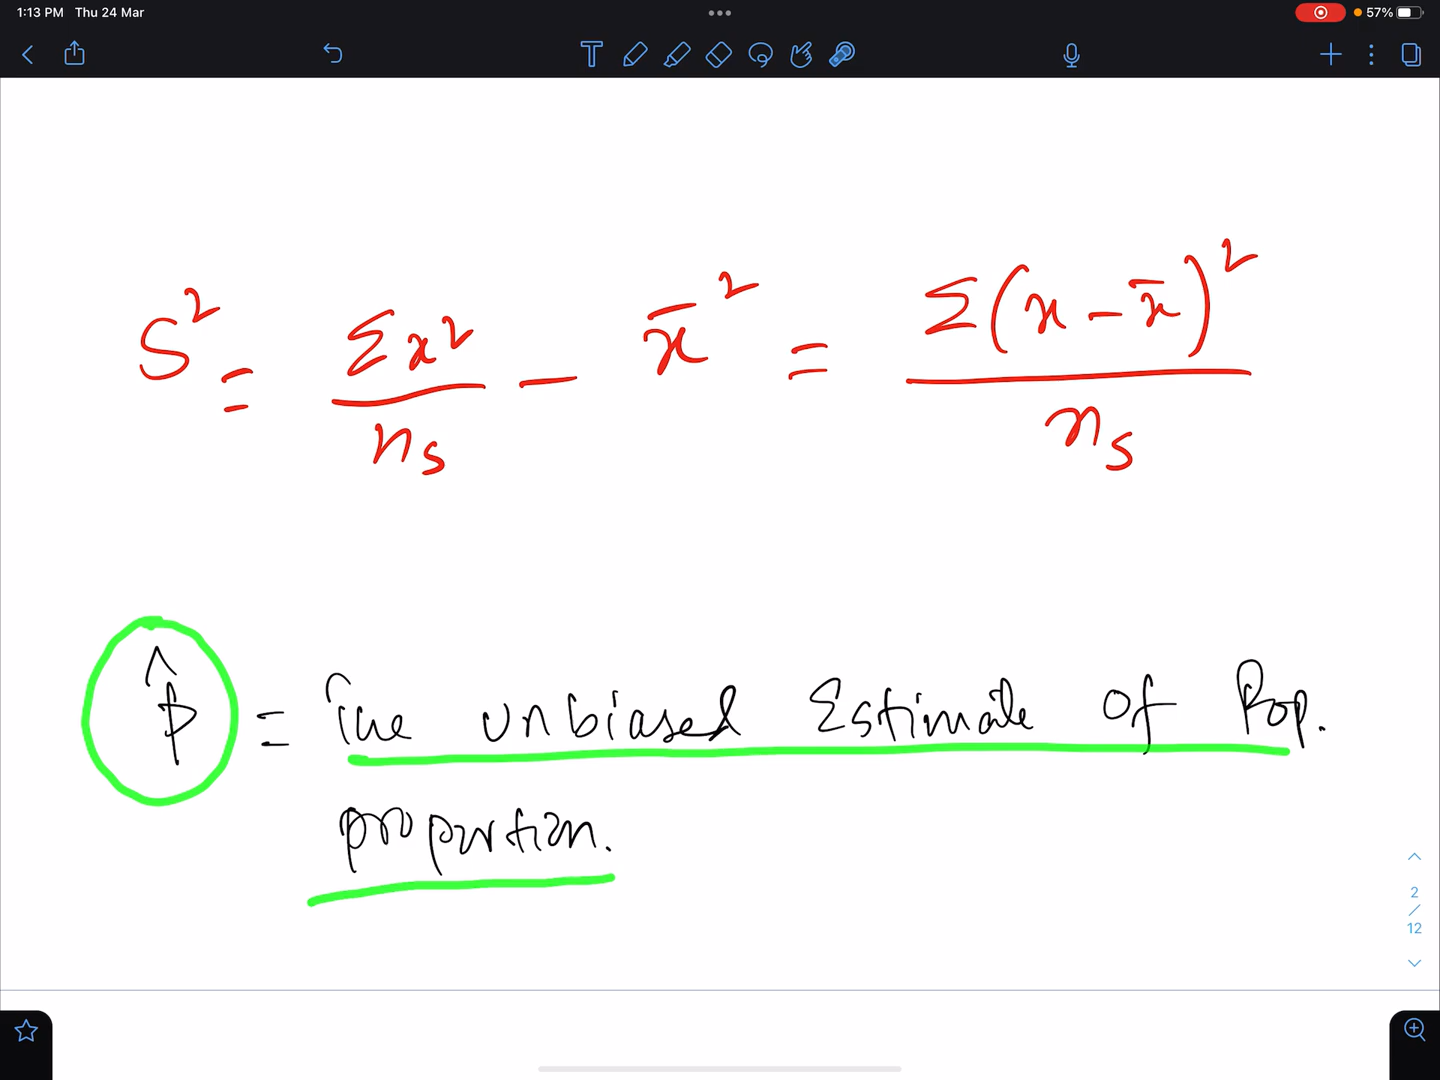 1:13 PM Thu 24 Mar
57%
S² = Σx²/nₛ − x̄² = Σ(x − x̄)²/nₛ
p̂ = The unbiased Estimate of Pop.
proportion.
2
/
12